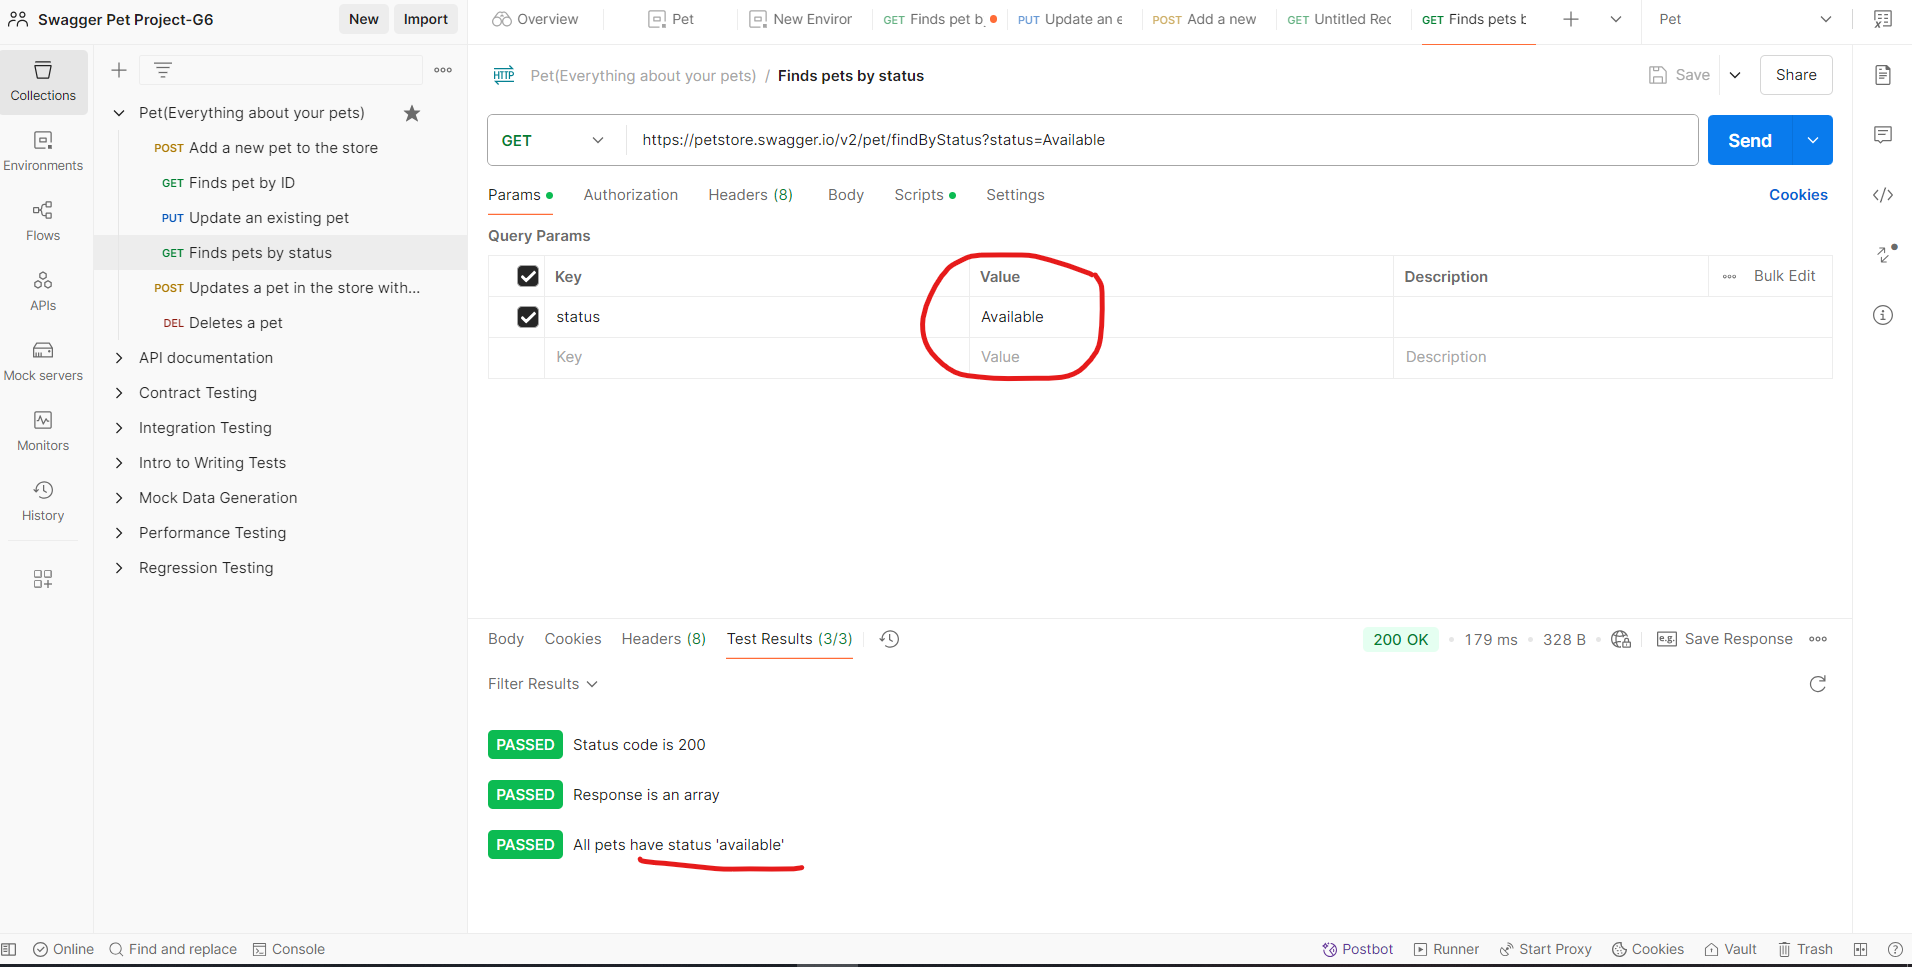 Swagger Pet Project-G6
New
Import
Overview
Pet
New Environ
GET Finds pet b
PUT Update an e
POST Add a new
GET Untitled Rec
GET Finds pets b
Pet
Collections
Environments
Flows
APIs
Mock servers
Monitors
History
Pet(Everything about your pets)
POST Add a new pet to the store
GET Finds pet by ID
PUT Update an existing pet
GET Finds pets by status
POST Updates a pet in the store with...
DEL Deletes a pet
API documentation
Contract Testing
Integration Testing
Intro to Writing Tests
Mock Data Generation
Performance Testing
Regression Testing
HTTP Pet(Everything about your pets) / Finds pets by status
Save
Share
GET
https://petstore.swagger.io/v2/pet/findByStatus?status=Available
Send
Params
Authorization
Headers (8)
Body
Scripts
Settings
Cookies
Query Params
Key
Value
Description
Bulk Edit
status
Available
Key
Value
Description
Body
Cookies
Headers (8)
Test Results (3/3)
200 OK
179 ms
328 B
e.g.
Save Response
Filter Results
PASSED Status code is 200
PASSED Response is an array
PASSED All pets have status 'available'
Online
Find and replace
Console
Postbot
Runner
Start Proxy
Cookies
Vault
Trash